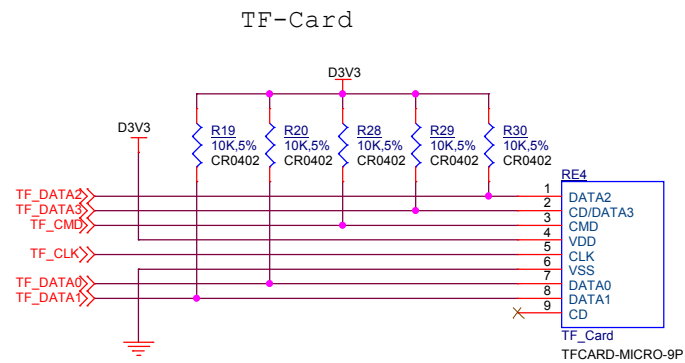 TF-Card
D3V3
D3V3
R19
10K,5%
CR0402
R20
10K,5%
CR0402
R28
10K,5%
CR0402
R29
10K,5%
CR0402
R30
10K,5%
CR0402
RE4
TF_DATA2 1 DATA2
TF_DATA3 2 CD/DATA3
TF_CMD 3 CMD
4 VDD
TF_CLK 5 CLK
6 VSS
TF_DATA0 7 DATA0
TF_DATA1 8 DATA1
9 CD
TF_Card
TFCARD-MICRO-9P